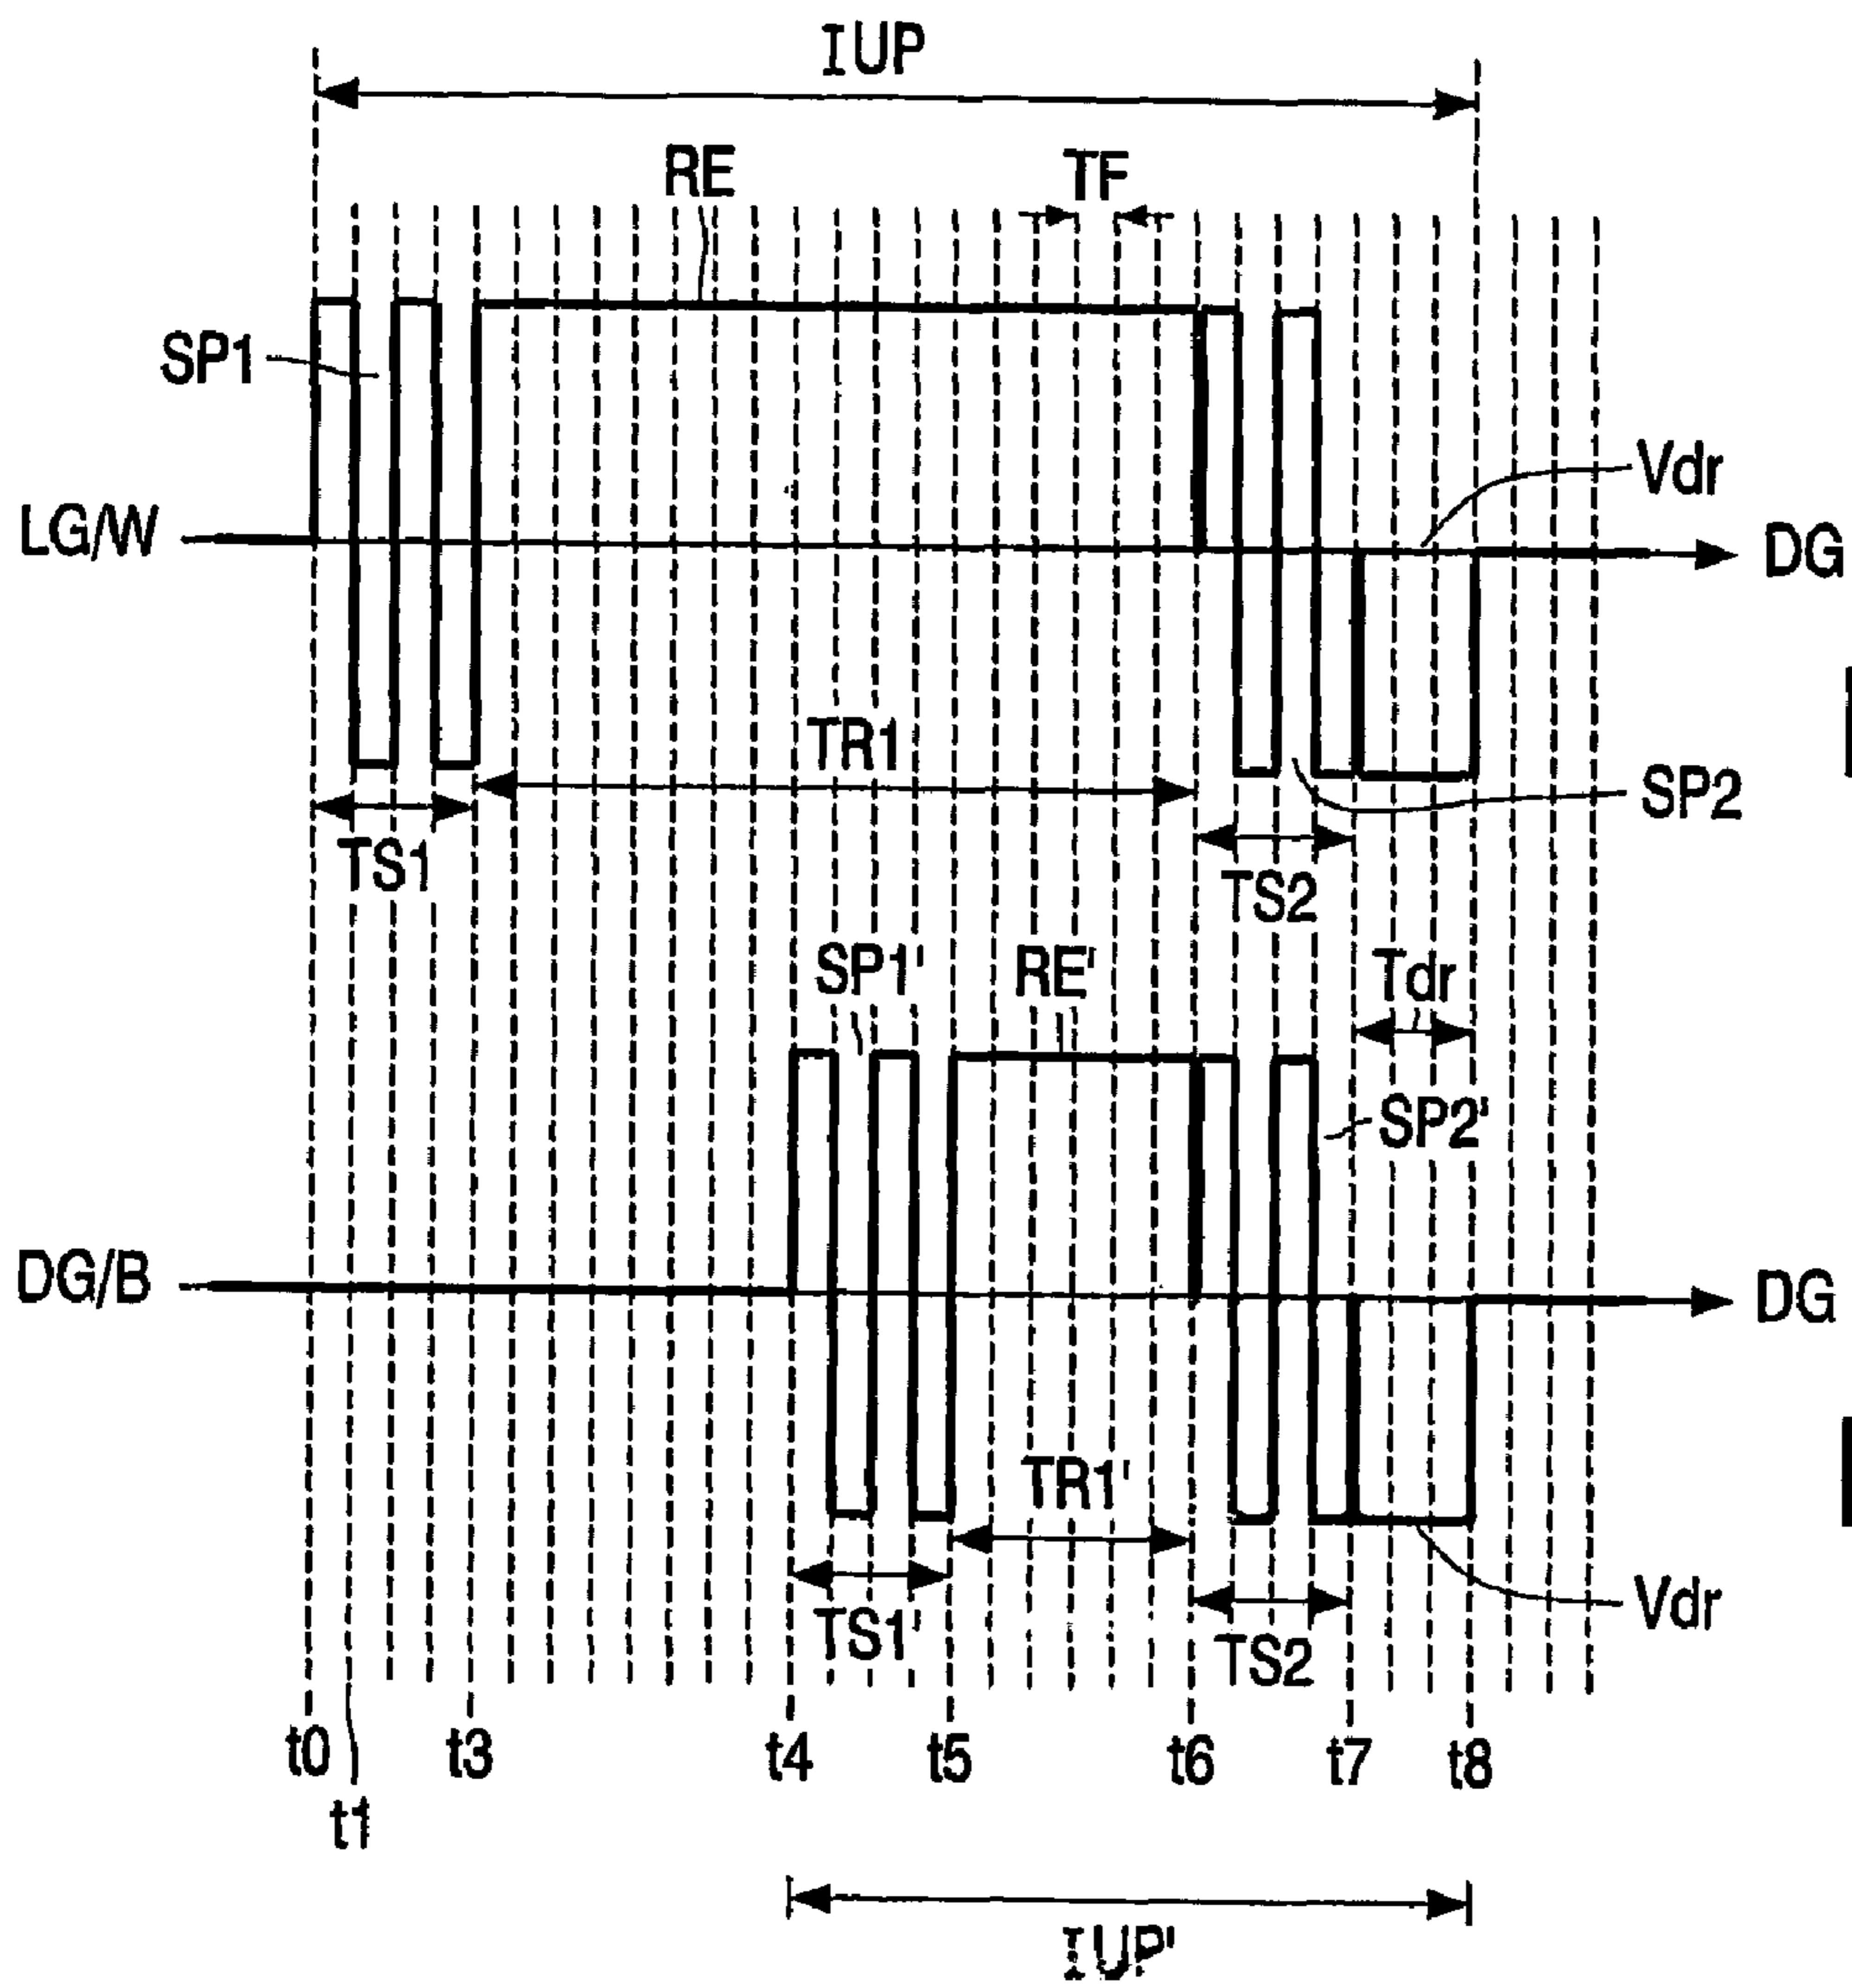 IUP
RE
TF
SP1
Vdr
LG/W
DG
TR1
SP2
TS1
TS2
SP1'
RE'
Tdr
SP2'
DG/B
DG
TR1'
TS1'
TS2
Vdr
t0
t3
t4
t5
t6
t7
t8
t1
IUP'